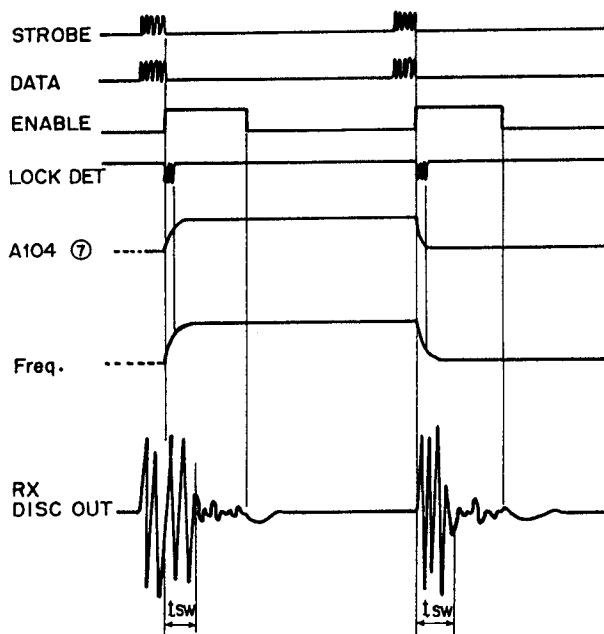 STROBE
DATA
ENABLE
LOCK DET
A104 ⑦
Freq.
RX
DISC OUT
tsw
tsw